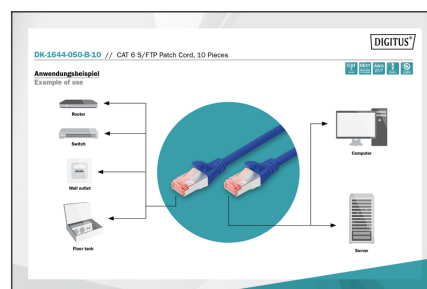 DIGITUS®
DK-1644-050-B-10 // CAT 6 S/FTP Patch Cord, 10 Pieces
Anwendungsbeispiel
Example of use
Router
Switch
Wall outlet
Floor tank
Computer
Server